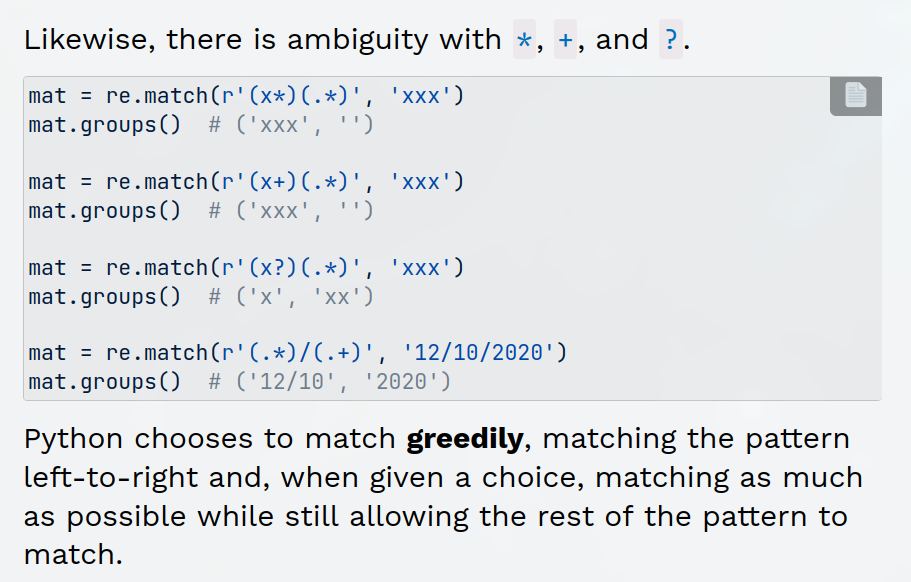 Likewise, there is ambiguity with *, +, and ?.
mat = re.match(r'(x*)(.*)', 'xxx')
mat.groups()  # ('xxx', '')
mat = re.match(r'(x+)(.*)', 'xxx')
mat.groups()  # ('xxx', '')
mat = re.match(r'(x?)(.*)', 'xxx')
mat.groups()  # ('x', 'xx')
mat = re.match(r'(.*)/(.+)', '12/10/2020')
mat.groups()  # ('12/10', '2020')
Python chooses to match greedily, matching the pattern
left-to-right and, when given a choice, matching as much
as possible while still allowing the rest of the pattern to
match.